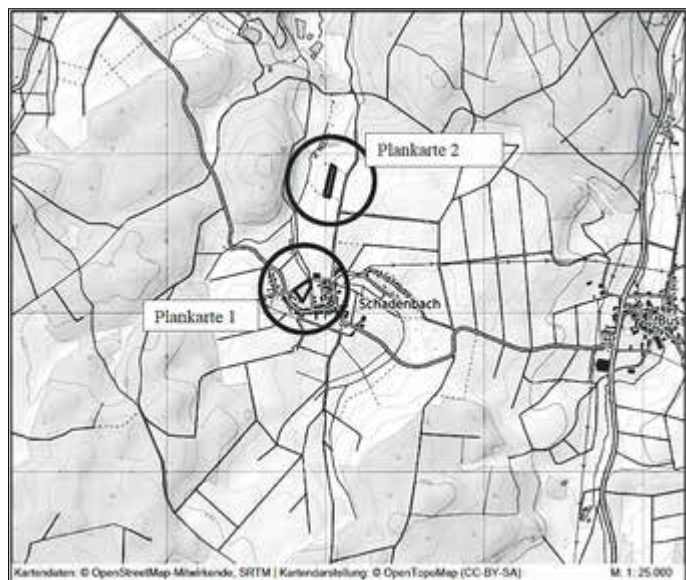 Plankarte 2
Schadenbach
Plankarte 1
Kartendaten: © OpenStreetMap-Mitwirkende, SRTM | Kartendarstellung: © OpenTopoMap (CC-BY-SA)
M: 1: 25.000